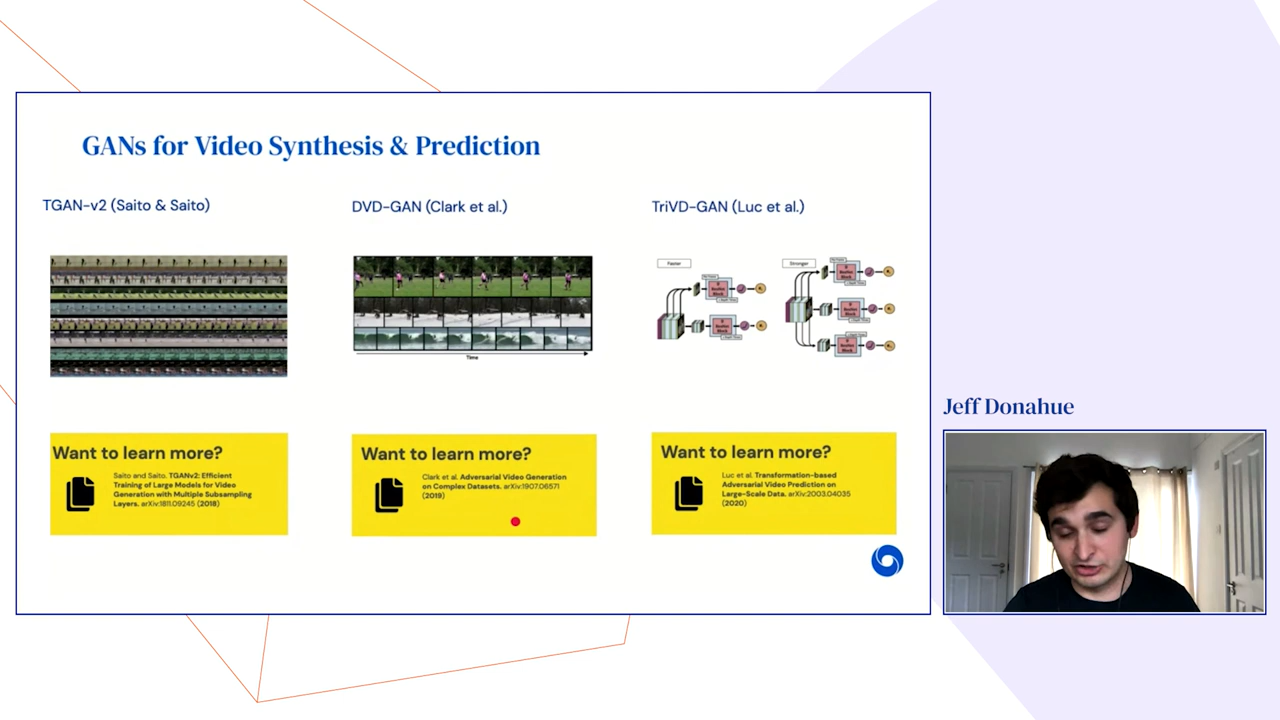 GANs for Video Synthesis & Prediction
TGAN-v2 (Saito & Saito)
DVD-GAN (Clark et al.)
TriVD-GAN (Luc et al.)
Time
Faster
Stronger
Want to learn more?
Saito and Saito. TGANv2: Efficient
Training of Large Models for Video
Generation with Multiple Subsampling
Layers. arXiv:1811.09245 (2018)
Want to learn more?
Clark et al. Adversarial Video Generation
on Complex Datasets. arXiv:1907.06571
(2019)
Want to learn more?
Luc et al. Transformation-based
Adversarial Video Prediction on
Large-Scale Data. arXiv:2003.04035
(2020)
Jeff Donahue